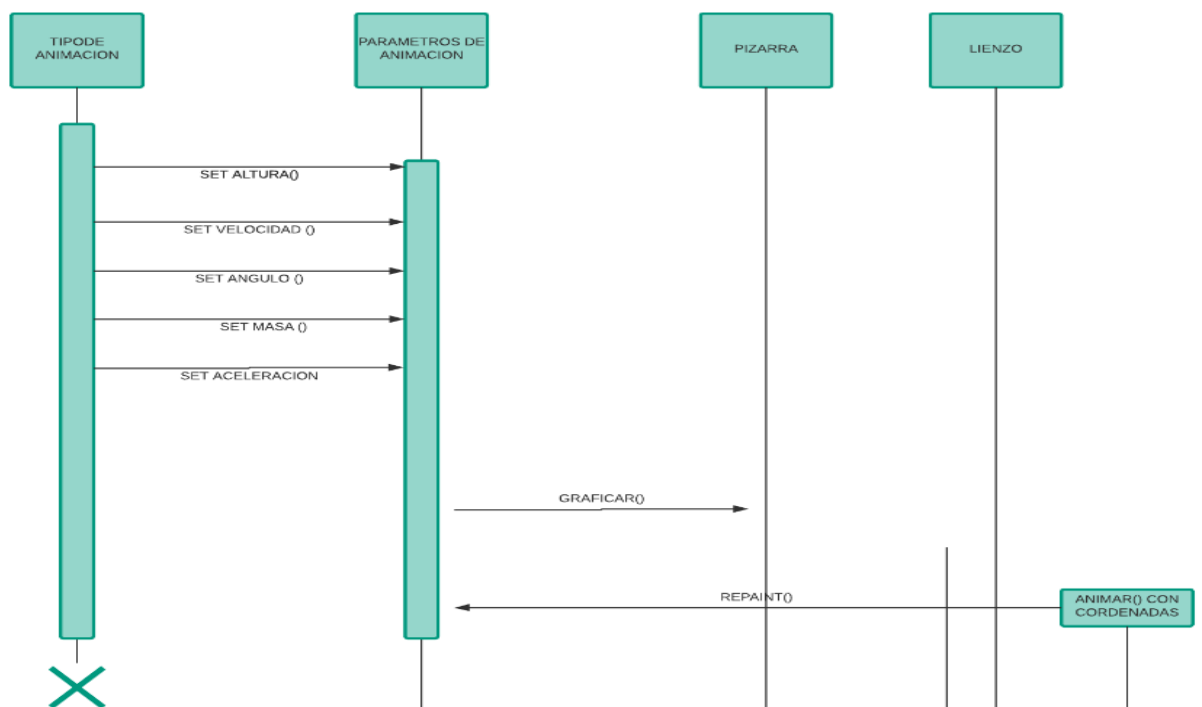 TIPODE
ANIMACION
PARAMETROS DE
ANIMACION
PIZARRA
LIENZO
SET ALTURA()
SET VELOCIDAD ()
SET ANGULO ()
SET MASA ()
SET ACELERACION
GRAFICAR()
REPAINT()
ANIMAR() CON
CORDENADAS